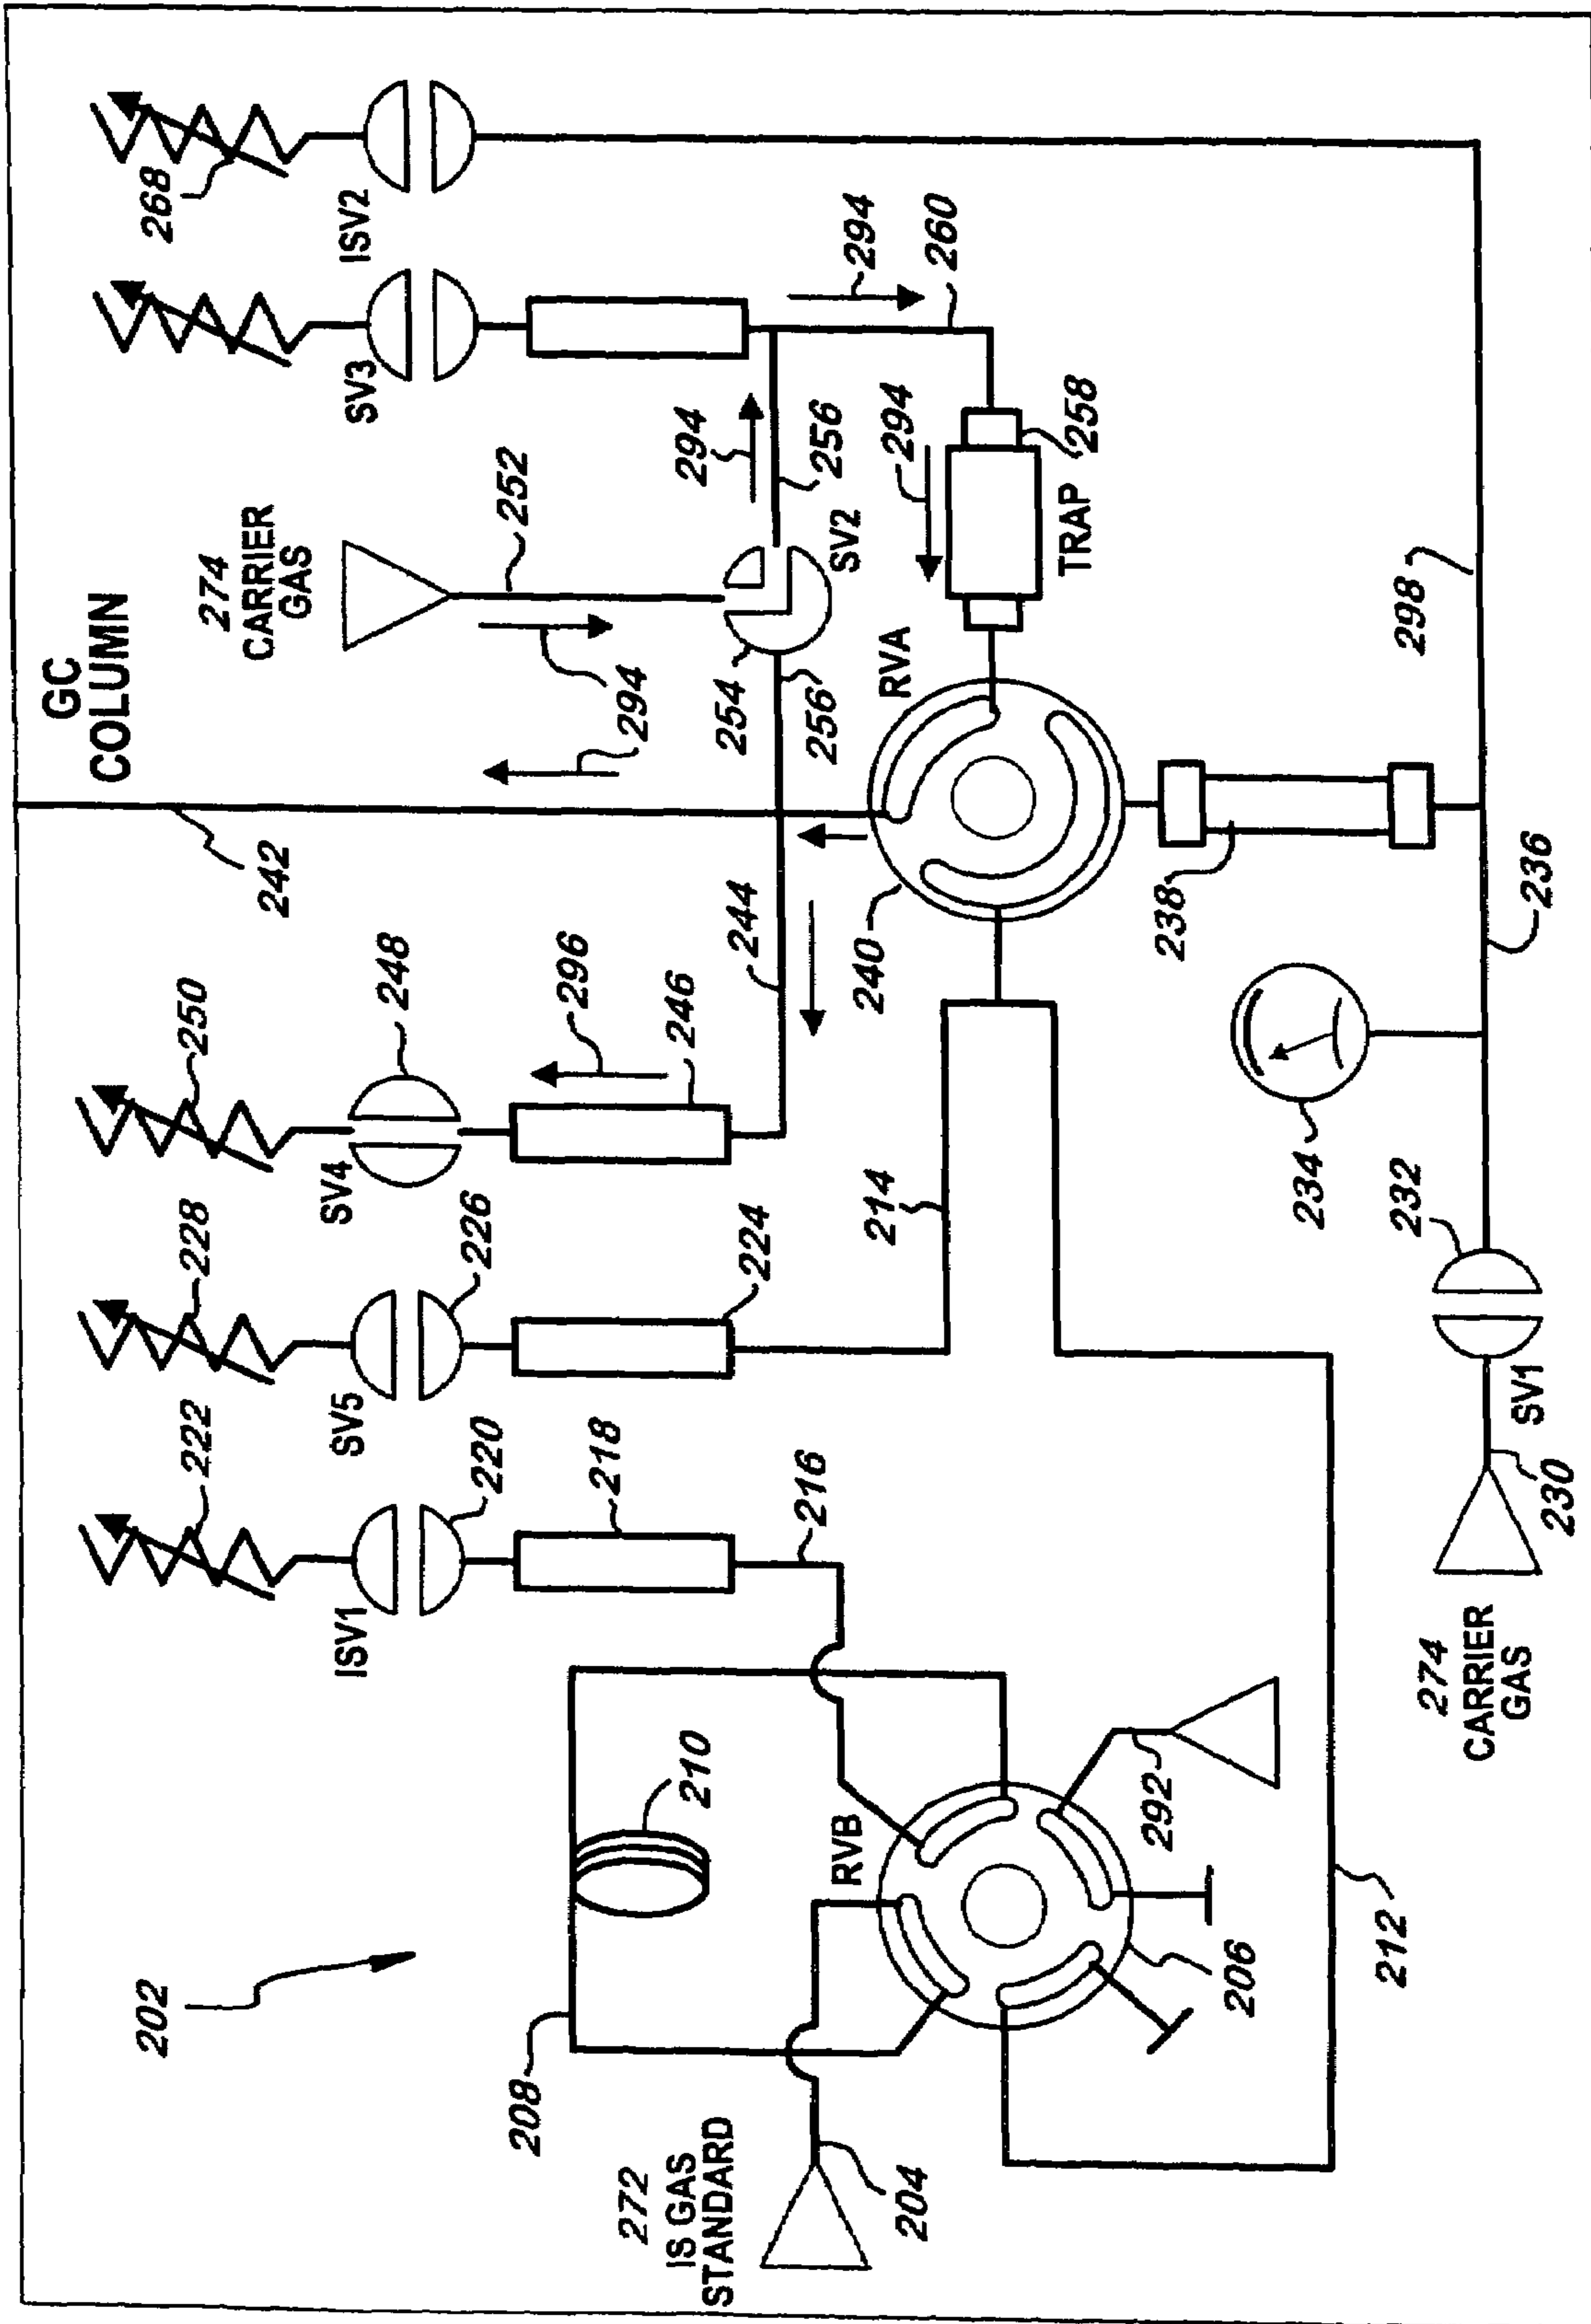 GC
COLUMN
268
ISV2
SV3
294
260
274
CARRIER
GAS
252
294
294
254
256
SV2
256
294
258
TRAP
RVA
242
250
248
SV4
296
246
244
240
238
298
236
228
226
SV5
224
214
234
232
SV1
230
274
CARRIER
GAS
222
220
ISV1
218
216
210
RVB
292
206
212
202
208
272
IS GAS
STANDARD
204